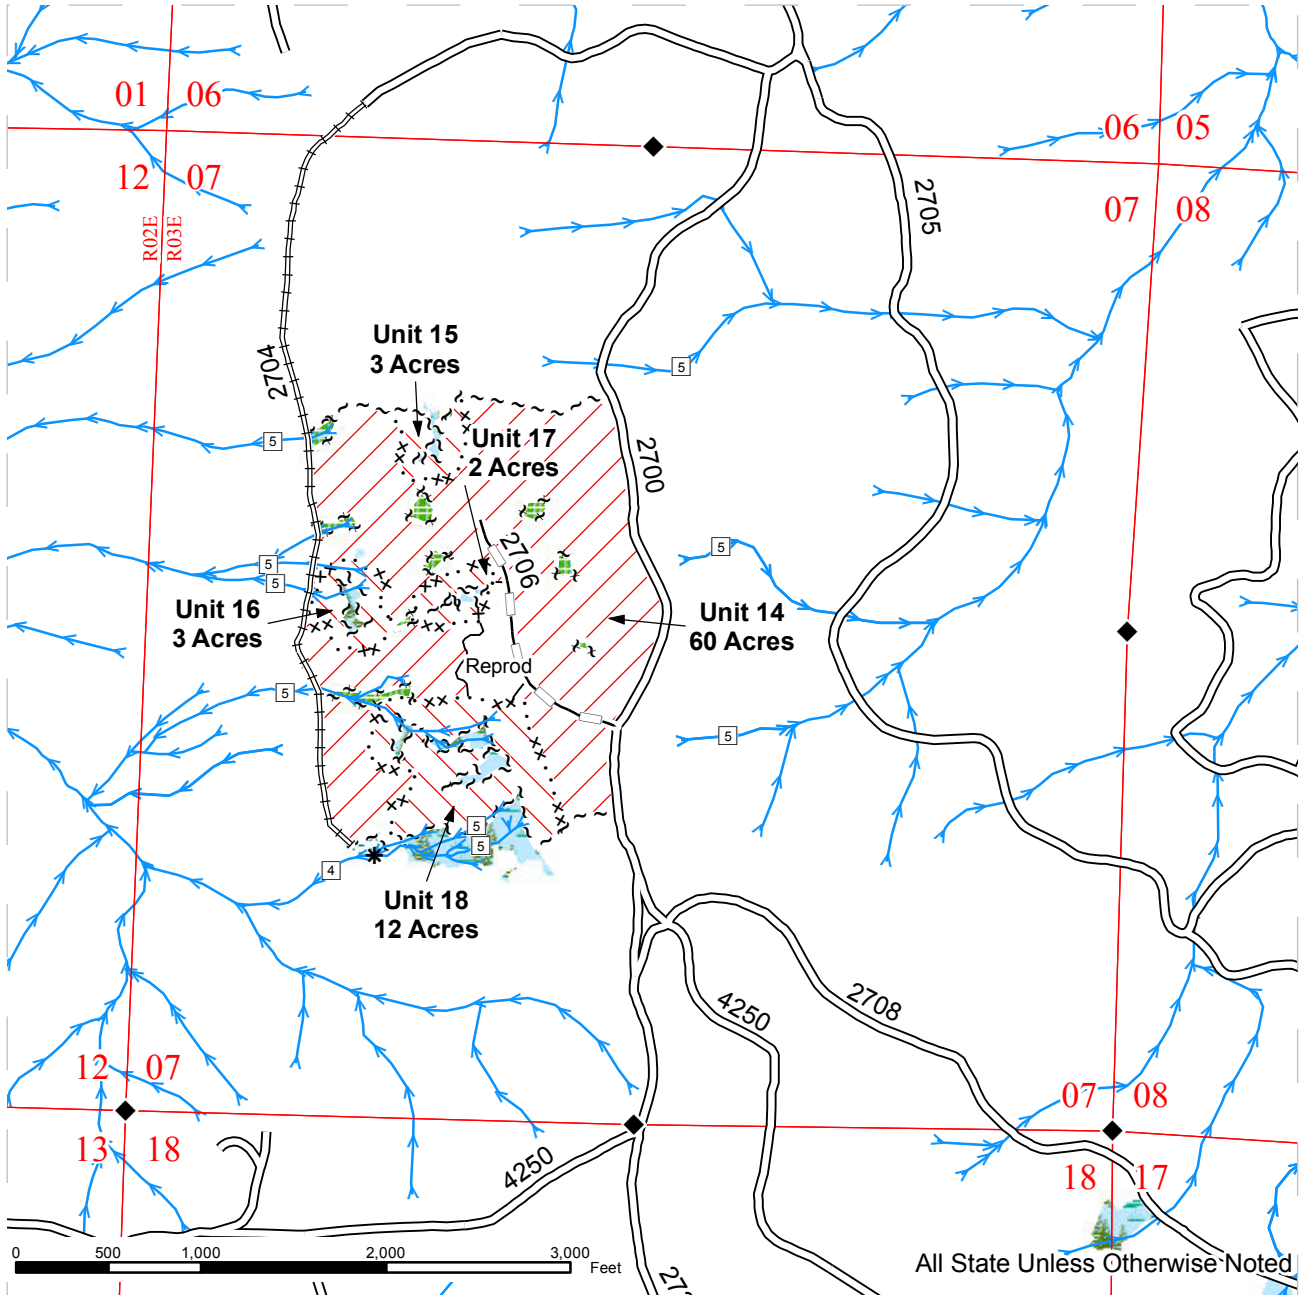 01 06
06 05
12 07
07 08
2705
R02E
R03E
Unit 15
3 Acres
2704
5
5
Unit 17
2 Acres
2700
2706
5
5
5
Unit 16
3 Acres
Unit 14
60 Acres
Reprod
5
5
5
5
4
Unit 18
12 Acres
4250
2708
12 07
07 08
13 18
4250
18 17
0 500 1,000 2,000 3,000
Feet
All State Unless Otherwise Noted